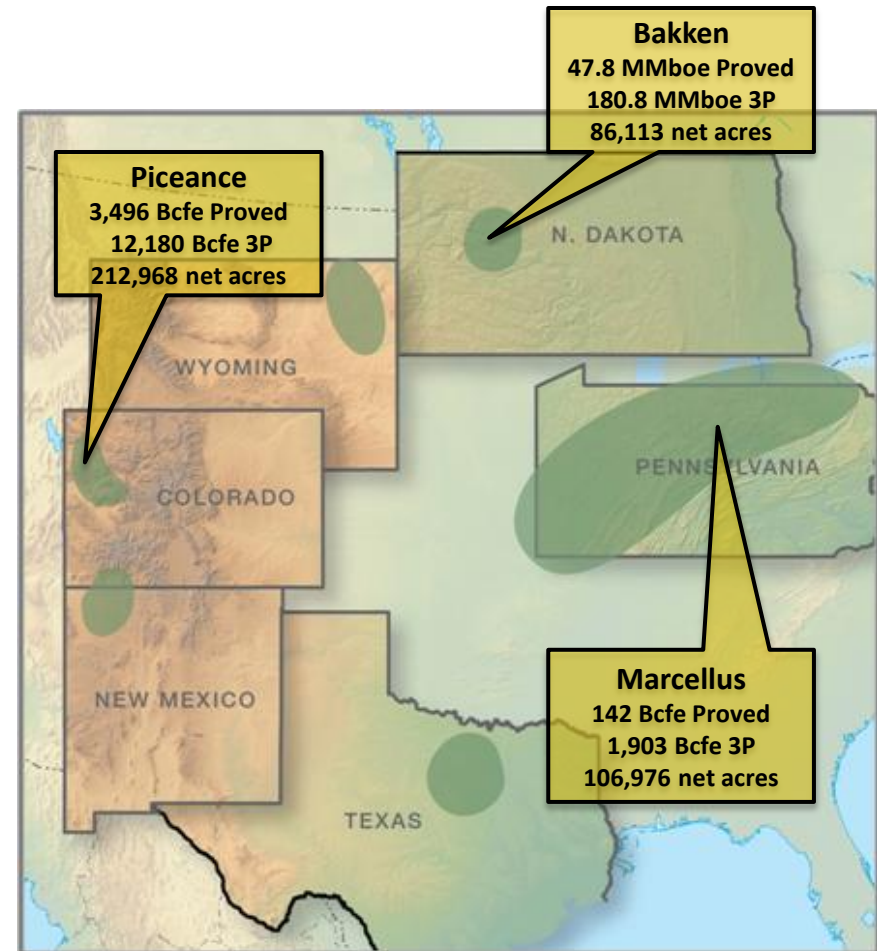 Bakken
47.8 MMboe Proved
180.8 MMboe 3P
86,113 net acres
Piceance
3,496 Bcfe Proved
12,180 Bcfe 3P
212,968 net acres
N. DAKOTA
WYOMING
PENNSYLVANIA
COLORADO
NEW MEXICO
Marcellus
142 Bcfe Proved
1,903 Bcfe 3P
106,976 net acres
TEXAS